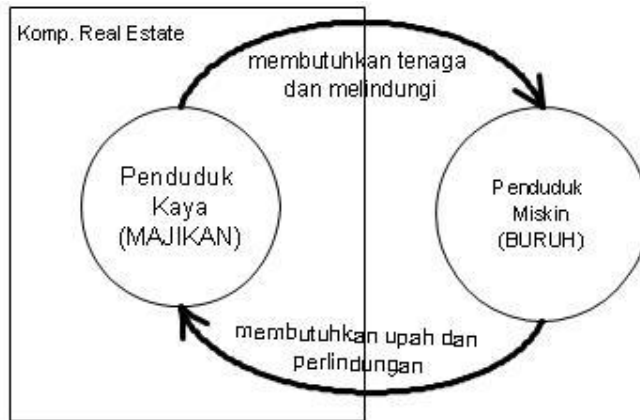 Komp. Real Estate
membutuhkan tenaga
dan melindungi
Penduduk
Kaya
(MAJIKAN)
Penduduk
Miskin
(BURUH)
membutuhkan upah dan
perlindungan